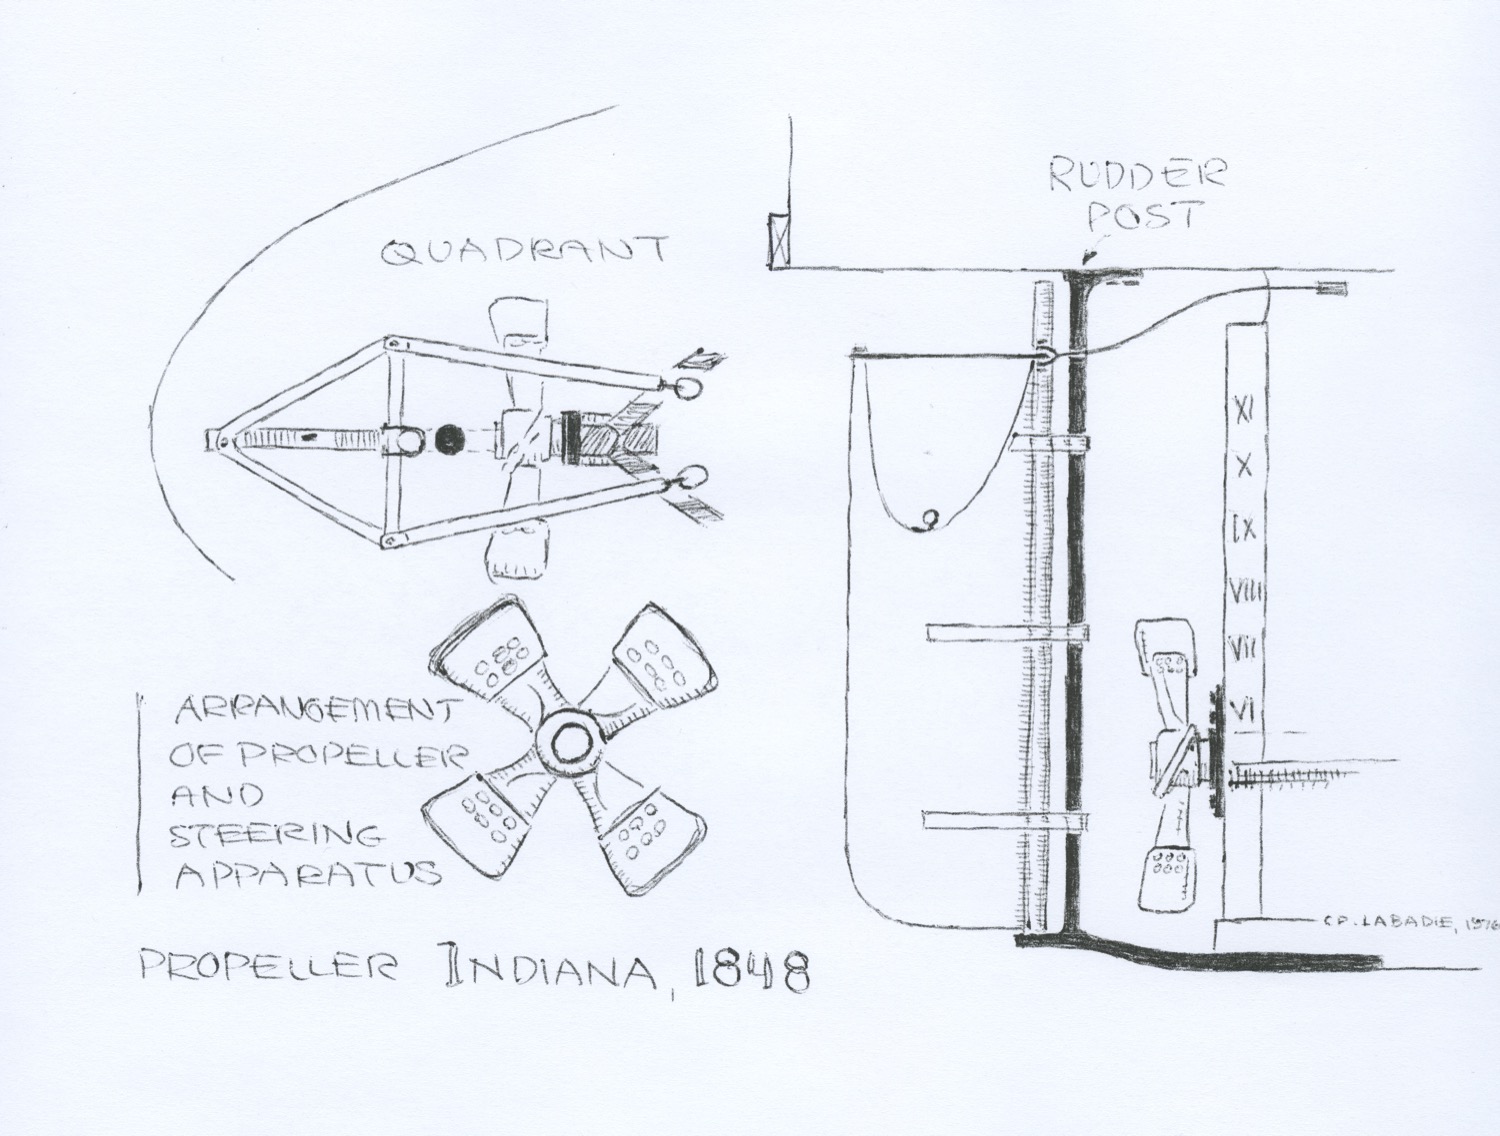 QUADRANT
RUDDER
POST
XI
X
IX
VIII
VII
VI
ARRANGEMENT
OF PROPELLER
AND
STEERING
APPARATUS
C.P. LABADIE, 1976
PROPELLER INDIANA, 1848